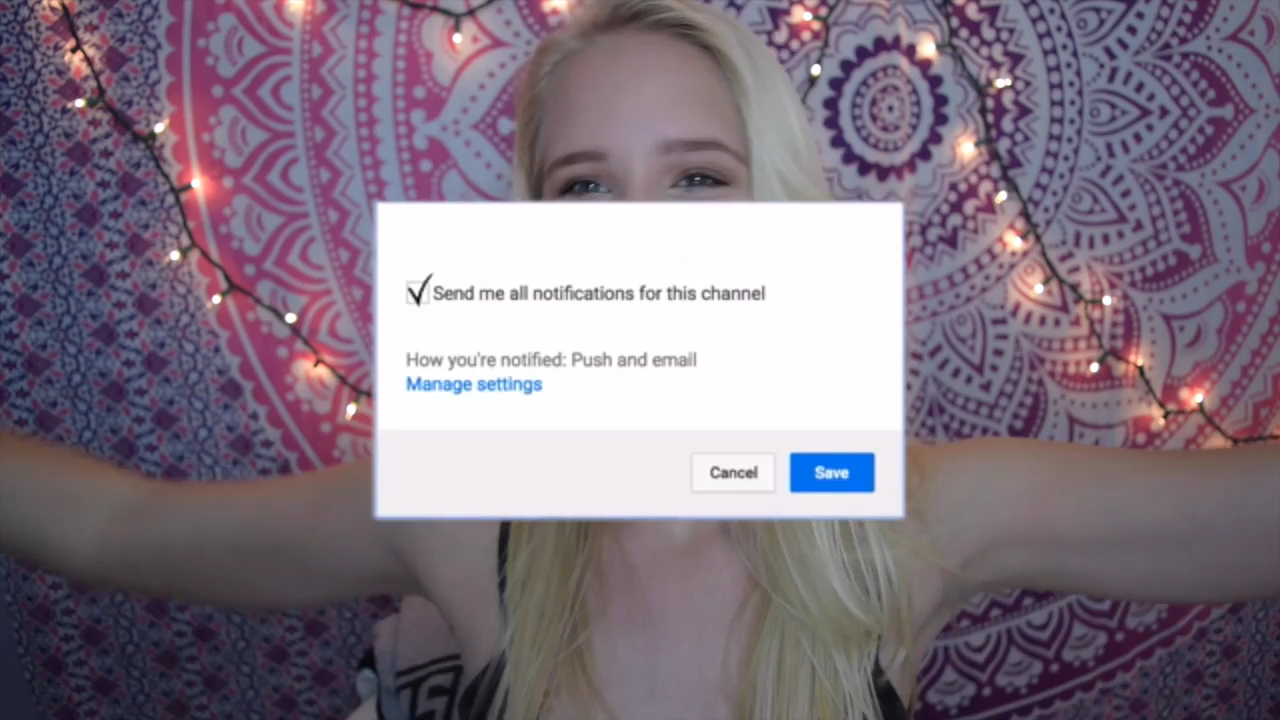 Send me all notifications for this channel
How you're notified: Push and email
Manage settings
Cancel
Save